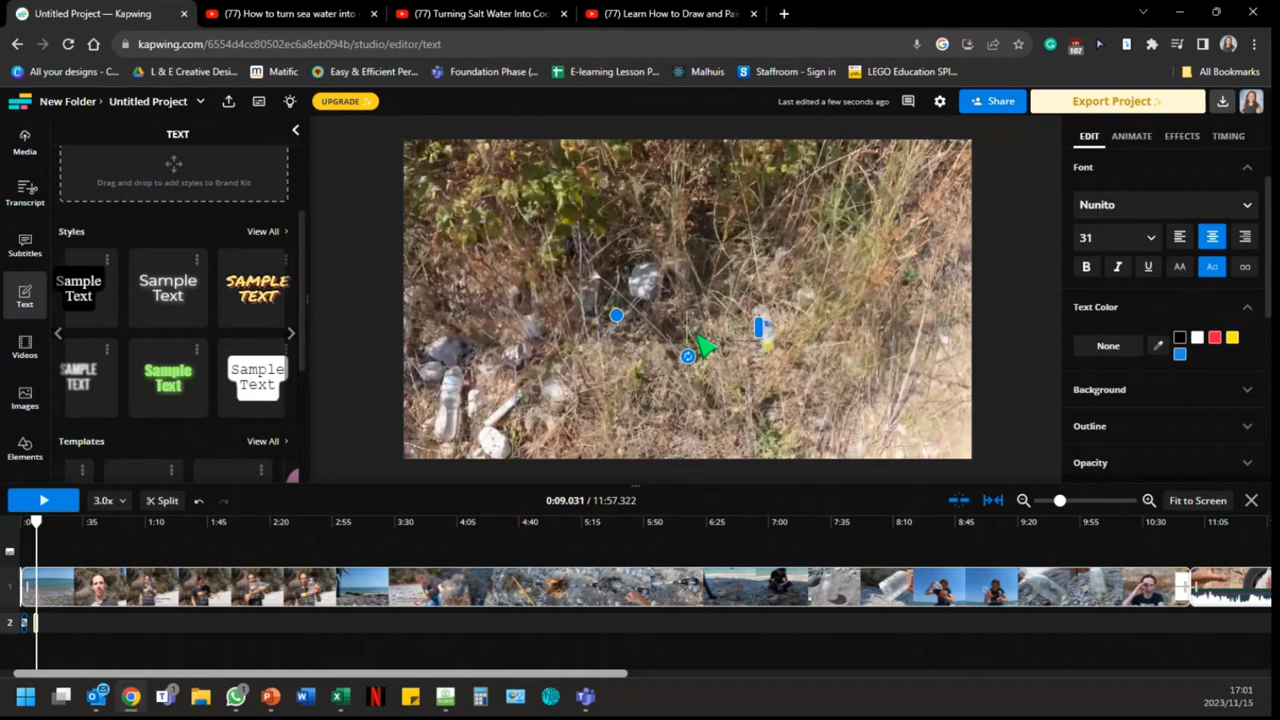 Untitled Project - Kapwing
(77) How to turn sea water into
(77) Turning Salt Water Into Coo
(77) Learn How to Draw and Pai
kapwing.com/6554d4cc80502ec6a8eb094b/studio/editor/text
107
All your designs - C...
L & E Creative Desi...
Matific
Easy & Efficient Per...
Foundation Phase (...
E-learning Lesson P...
Malhuis
Staffroom - Sign in
LEGO Education SPI...
All Bookmarks
New Folder
Untitled Project
UPGRADE
Last edited a few seconds ago
Share
Export Project
Media
Transcript
Subtitles
Text
Videos
Images
Elements
TEXT
Drag and drop to add styles to Brand Kit
Styles
View All
Sample Text
Sample Text
SAMPLE TEXT
SAMPLE TEXT
Sample Text
Sample Text
Templates
View All
EDIT
ANIMATE
EFFECTS
TIMING
Font
Nunito
31
B
I
U
AA
Aa
aa
Text Color
None
Background
Outline
Opacity
3.0x
Split
0:09.031 / 11:57.322
Fit to Screen
:0
:35
1:10
1:45
2:20
2:55
3:30
4:05
4:40
5:15
5:50
6:25
7:00
7:35
8:10
8:45
9:20
9:55
10:30
11:05
1
2
17:01
2023/11/15